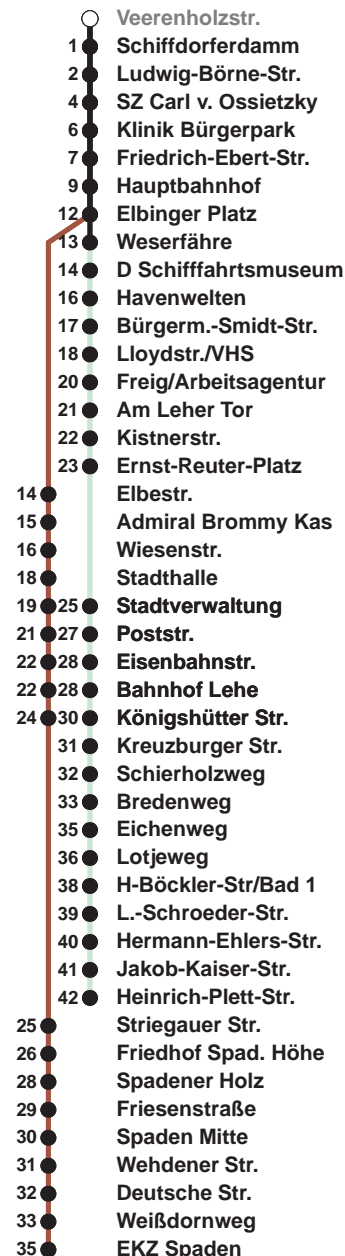 Veerenholzstr.
1 Schiffdorferdamm
2 Ludwig-Börne-Str.
4 SZ Carl v. Ossietzky
6 Klinik Bürgerpark
7 Friedrich-Ebert-Str.
9 Hauptbahnhof
12 Elbinger Platz
13 Weserfähre
14 D Schifffahrtsmuseum
16 Havenwelten
17 Bürgerm.-Smidt-Str.
18 Lloydstr./VHS
20 Freig/Arbeitsagentur
21 Am Leher Tor
22 Kistnerstr.
23 Ernst-Reuter-Platz
14 Elbestr.
15 Admiral Brommy Kas
16 Wiesenstr.
18 Stadthalle
19 25 Stadtverwaltung
21 27 Poststr.
22 28 Eisenbahnstr.
22 28 Bahnhof Lehe
24 30 Königshütter Str.
31 Kreuzburger Str.
32 Schierholzweg
33 Bredenweg
35 Eichenweg
36 Lotjeweg
38 H-Böckler-Str/Bad 1
39 L.-Schroeder-Str.
40 Hermann-Ehlers-Str.
41 Jakob-Kaiser-Str.
42 Heinrich-Plett-Str.
25 Striegauer Str.
26 Friedhof Spad. Höhe
28 Spadener Holz
29 Friesenstraße
30 Spaden Mitte
31 Wehdener Str.
32 Deutsche Str.
33 Weißdornweg
35 EKZ Spaden